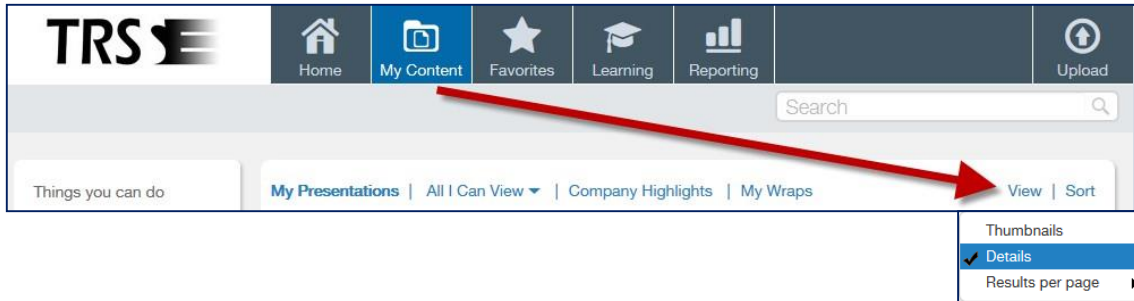 TRS
Home My Content Favorites Learning Reporting Upload
Search
Things you can do
My Presentations | All I Can View | Company Highlights | My Wraps View | Sort
Thumbnails
Details
Results per page